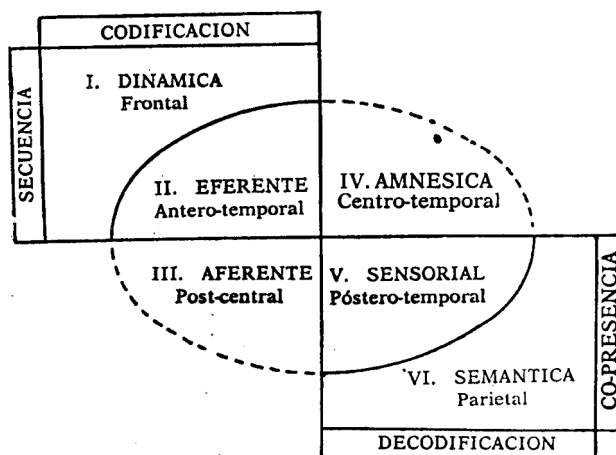 CODIFICACION
SECUENCIA
I. DINAMICA
Frontal
II. EFERENTE
Antero-temporal
IV. AMNESICA
Centro-temporal
III. AFERENTE
Post-central
V. SENSORIAL
Póstero-temporal
VI. SEMANTICA
Parietal
CO-PRESENCIA
DECODIFICACION